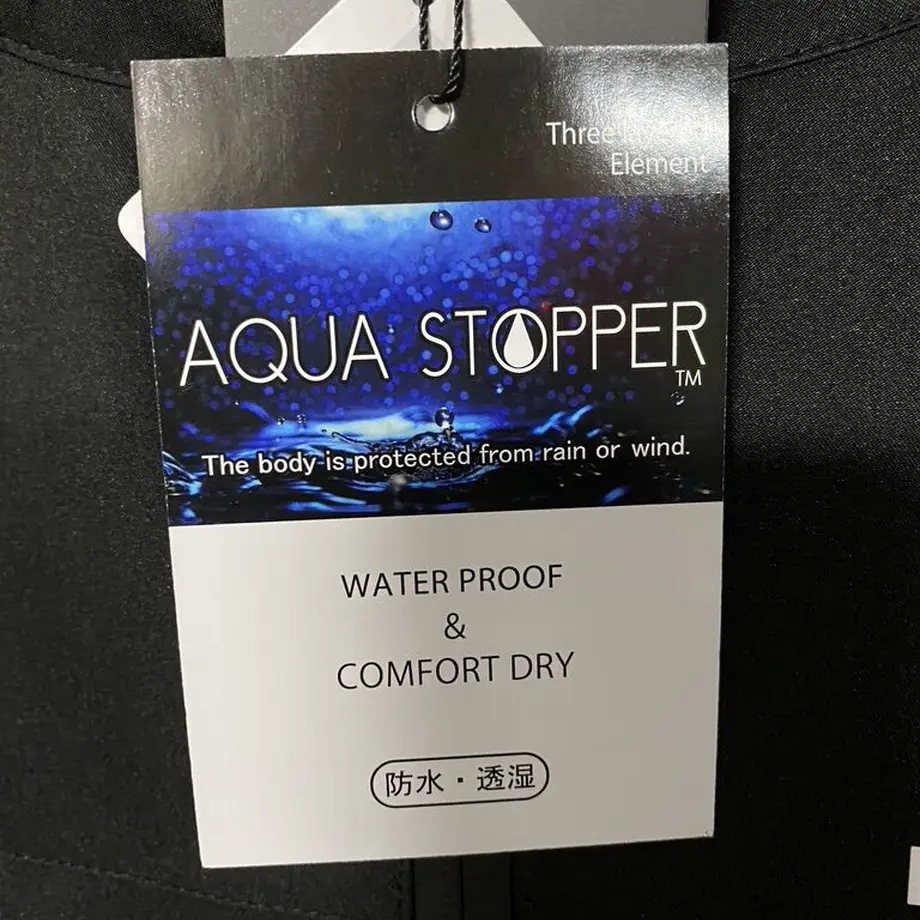 Three
Element
AQUA STOPPER
TM
The body is protected from rain or wind.
WATER PROOF
&
COMFORT DRY
防水・透湿